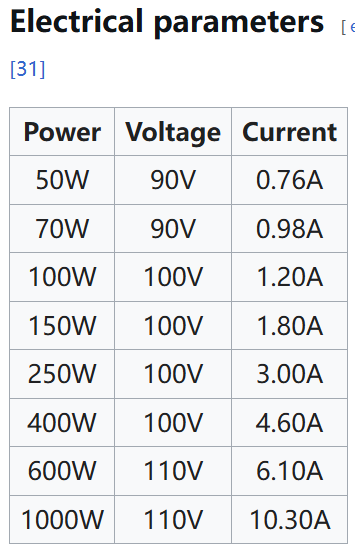 Electrical parameters [ e
[31]
Power Voltage Current
50W 90V 0.76A
70W 90V 0.98A
100W 100V 1.20A
150W 100V 1.80A
250W 100V 3.00A
400W 100V 4.60A
600W 110V 6.10A
1000W 110V 10.30A